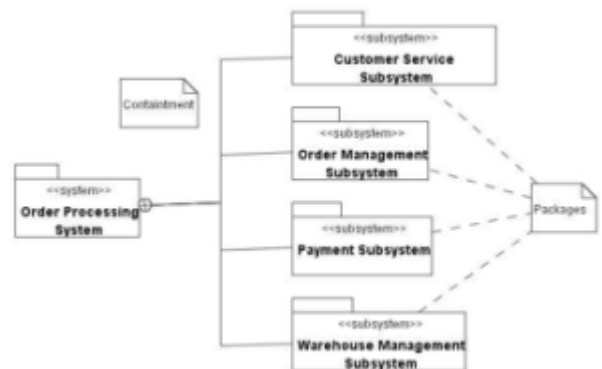 <<subsystem>>
Customer Service
Subsystem
Containtment
<<subsystem>>
Order Management
Subsystem
<<system>>
Order Processing
System
Packages
<<subsystem>>
Payment Subsystem
<<subsystem>>
Warehouse Management
Subsystem